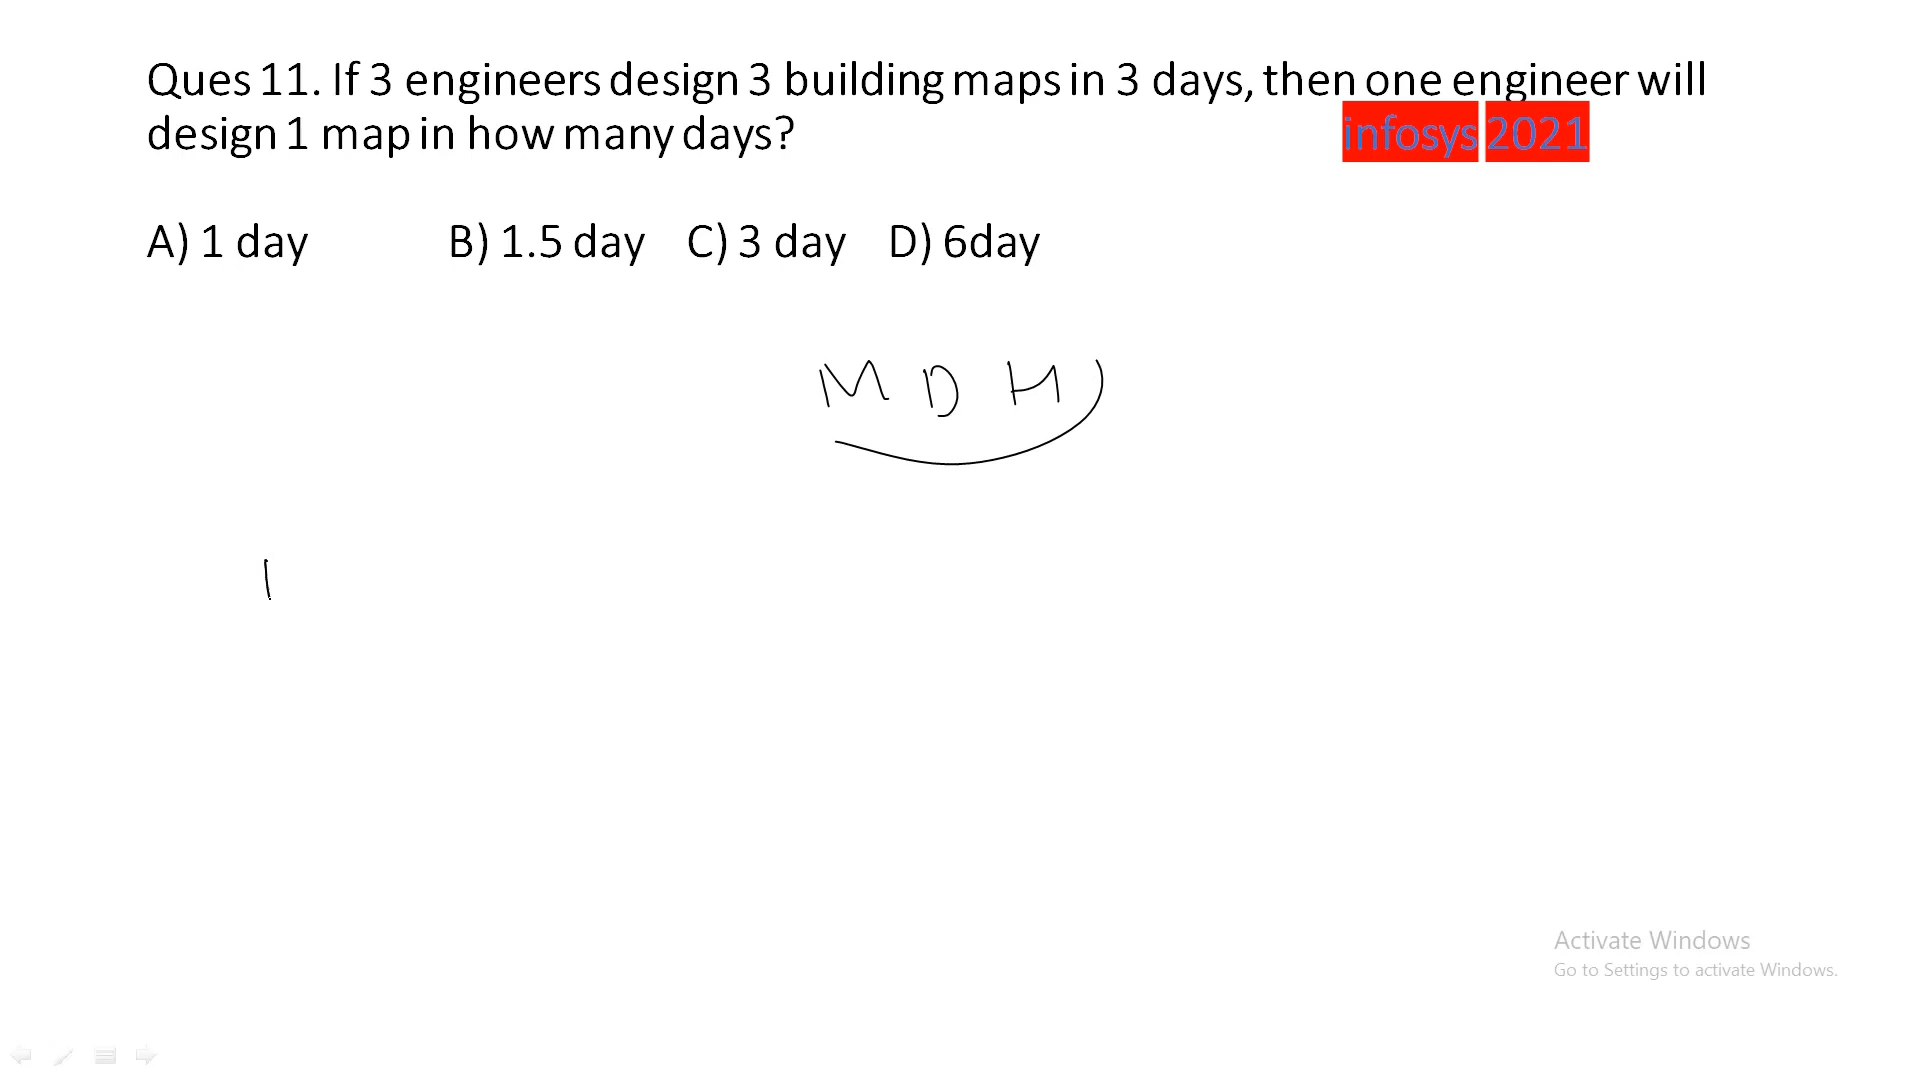 Ques 11. If 3 engineers design 3 building maps in 3 days, then one engineer will
design 1 map in how many days? infosys 2021
A) 1 day B) 1.5 day C) 3 day D) 6day
M D H
1
Activate Windows
Go to Settings to activate Windows.